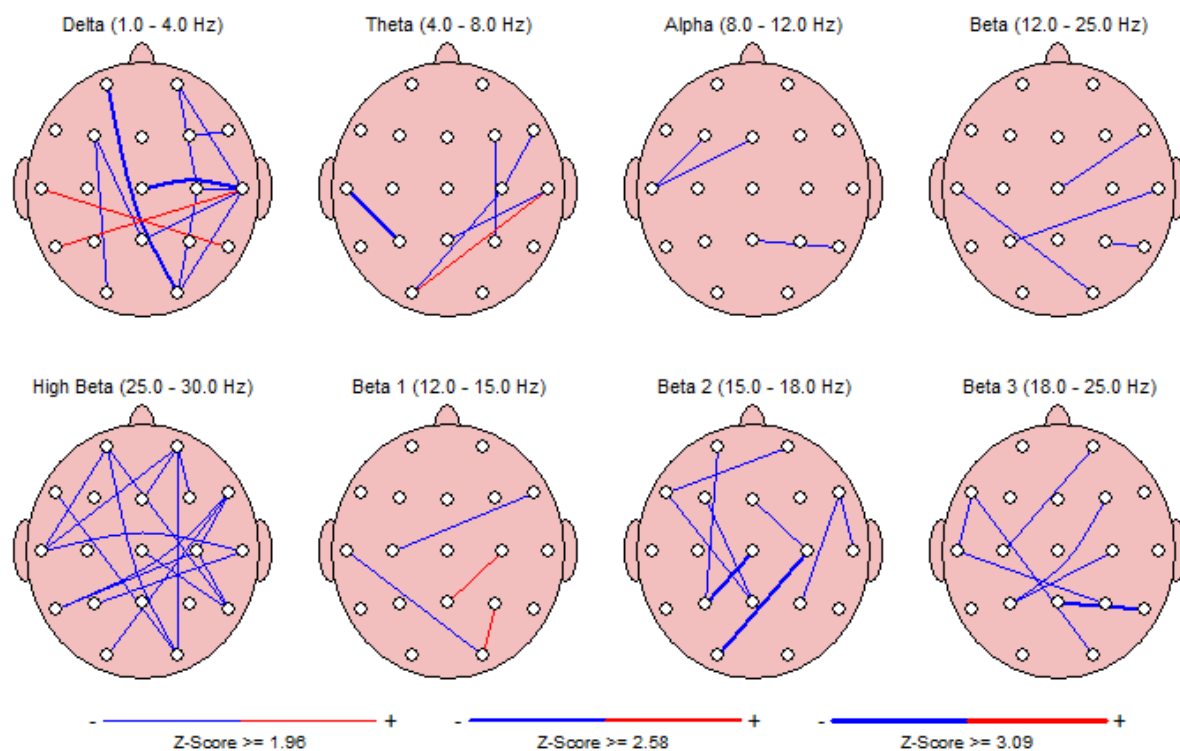 Delta (1.0 - 4.0 Hz)
Theta (4.0 - 8.0 Hz)
Alpha (8.0 - 12.0 Hz)
Beta (12.0 - 25.0 Hz)
High Beta (25.0 - 30.0 Hz)
Beta 1 (12.0 - 15.0 Hz)
Beta 2 (15.0 - 18.0 Hz)
Beta 3 (18.0 - 25.0 Hz)
- +
- +
- +
Z-Score >= 1.96
Z-Score >= 2.58
Z-Score >= 3.09